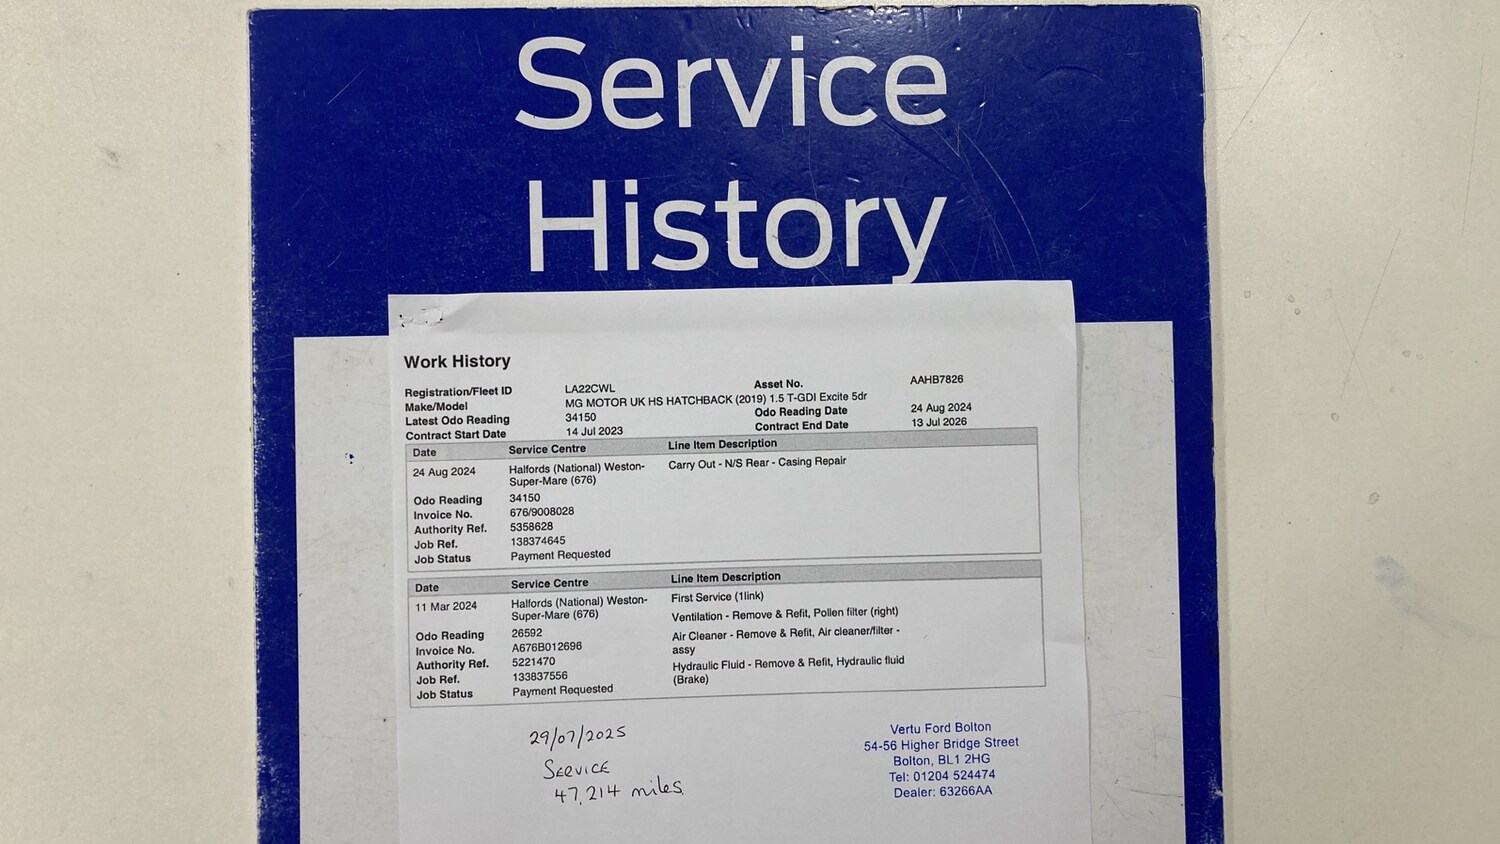 Service
History
Work History
Registration/Fleet ID LA22CWL Asset No. AAHB7826
Make/Model MG MOTOR UK HS HATCHBACK (2019) 1.5 T-GDI Excite 5dr
Latest Odo Reading 34150 Odo Reading Date 24 Aug 2024
Contract Start Date 14 Jul 2023 Contract End Date 13 Jul 2026
Date Service Centre Line Item Description
24 Aug 2024 Halfords (National) Weston- Carry Out - N/S Rear - Casing Repair
Super-Mare (676)
Odo Reading 34150
Invoice No. 676/9008028
Authority Ref. 5358628
Job Ref. 138374645
Job Status Payment Requested
Date Service Centre Line Item Description
11 Mar 2024 Halfords (National) Weston- First Service (1link)
Super-Mare (676) Ventilation - Remove & Refit, Pollen filter (right)
Odo Reading 26592 Air Cleaner - Remove & Refit, Air cleaner/filter -
Invoice No. A676B012696 assy
Authority Ref. 5221470 Hydraulic Fluid - Remove & Refit, Hydraulic fluid
Job Ref. 133837556 (Brake)
Job Status Payment Requested
29/07/2025
SERVICE
47,214 miles.
Vertu Ford Bolton
54-56 Higher Bridge Street
Bolton, BL1 2HG
Tel: 01204 524474
Dealer: 63266AA